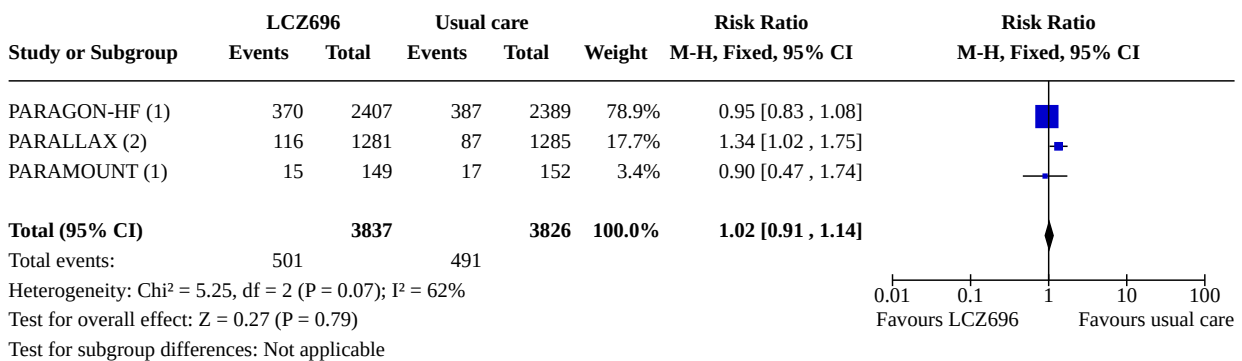 LCZ696 Usual care Risk Ratio Risk Ratio
Study or Subgroup Events Total Events Total Weight M-H, Fixed, 95% CI M-H, Fixed, 95% CI
PARAGON-HF (1) 370 2407 387 2389 78.9% 0.95 [0.83 , 1.08]
PARALLAX (2) 116 1281 87 1285 17.7% 1.34 [1.02 , 1.75]
PARAMOUNT (1) 15 149 17 152 3.4% 0.90 [0.47 , 1.74]
Total (95% CI) 3837 3826 100.0% 1.02 [0.91 , 1.14]
Total events: 501 491
Heterogeneity: Chi² = 5.25, df = 2 (P = 0.07); I² = 62%
0.01 0.1 1 10 100
Test for overall effect: Z = 0.27 (P = 0.79)
Favours LCZ696 Favours usual care
Test for subgroup differences: Not applicable